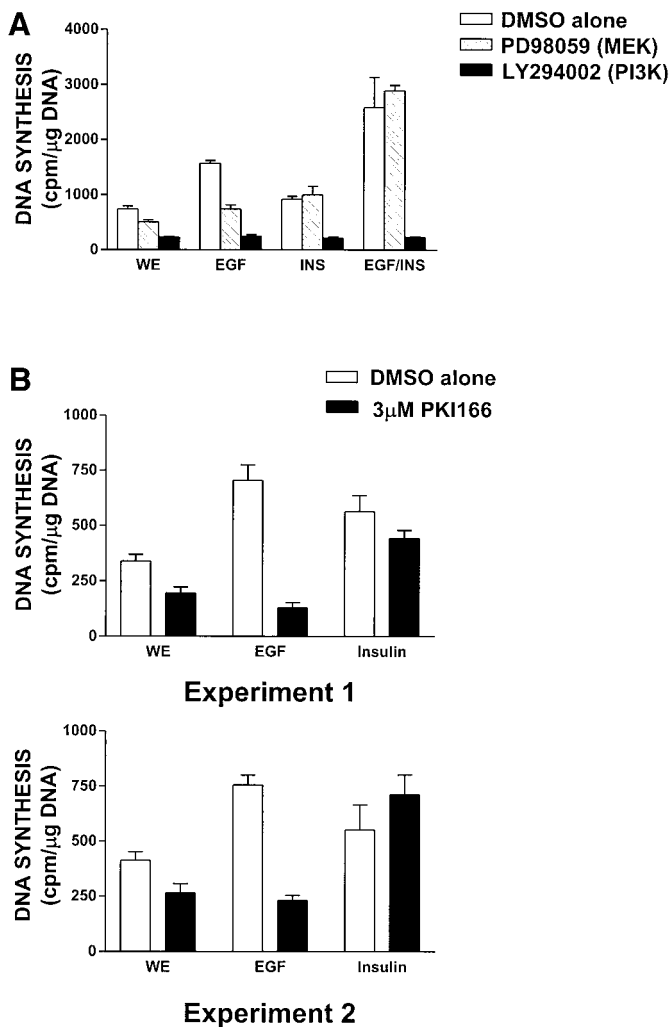 A
DMSO alone
PD98059 (MEK)
LY294002 (PI3K)
DNA SYNTHESIS
(cpm/µg DNA)
4000
3000
2000
1000
0
WE EGF INS EGF/INS
B
DMSO alone
3µM PKI166
DNA SYNTHESIS
(cpm/µg DNA)
1000
750
500
250
0
WE EGF Insulin
Experiment 1
DNA SYNTHESIS
(cpm/µg DNA)
1000
750
500
250
0
WE EGF Insulin
Experiment 2